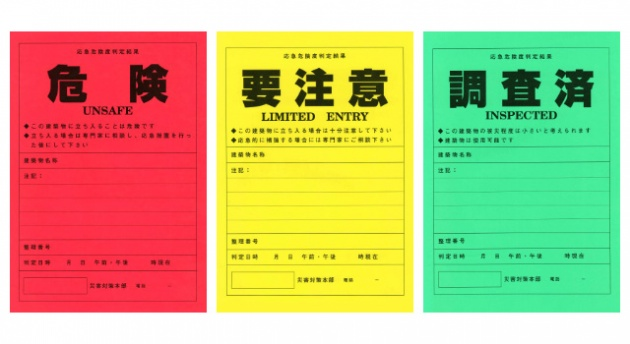 応急危険度判定結果
危険
UNSAFE
◆この建築物に立ち入ることは危険です
◆立ち入る場合は専門家に相談し、応急措置を行っ
た後にして下さい
建築物名称
注記：
整理番号
判定日時 月 日 午前・午後 時現在
災害対策本部 電話 －
応急危険度判定結果
要注意
LIMITED ENTRY
◆この建築物に立ち入る場合は十分注意して下さい
◆応急的に補強する場合には専門家にご相談下さい
建築物名称
注記：
整理番号
判定日時 月 日 午前・午後 時現在
災害対策本部 電話 －
応急危険度判定結果
調査済
INSPECTED
◆この建築物の被災程度は小さいと考えられます
◆建築物は使用可能です
建築物名称
注記：
整理番号
判定日時 月 日 午前・午後 時現在
災害対策本部 電話 －